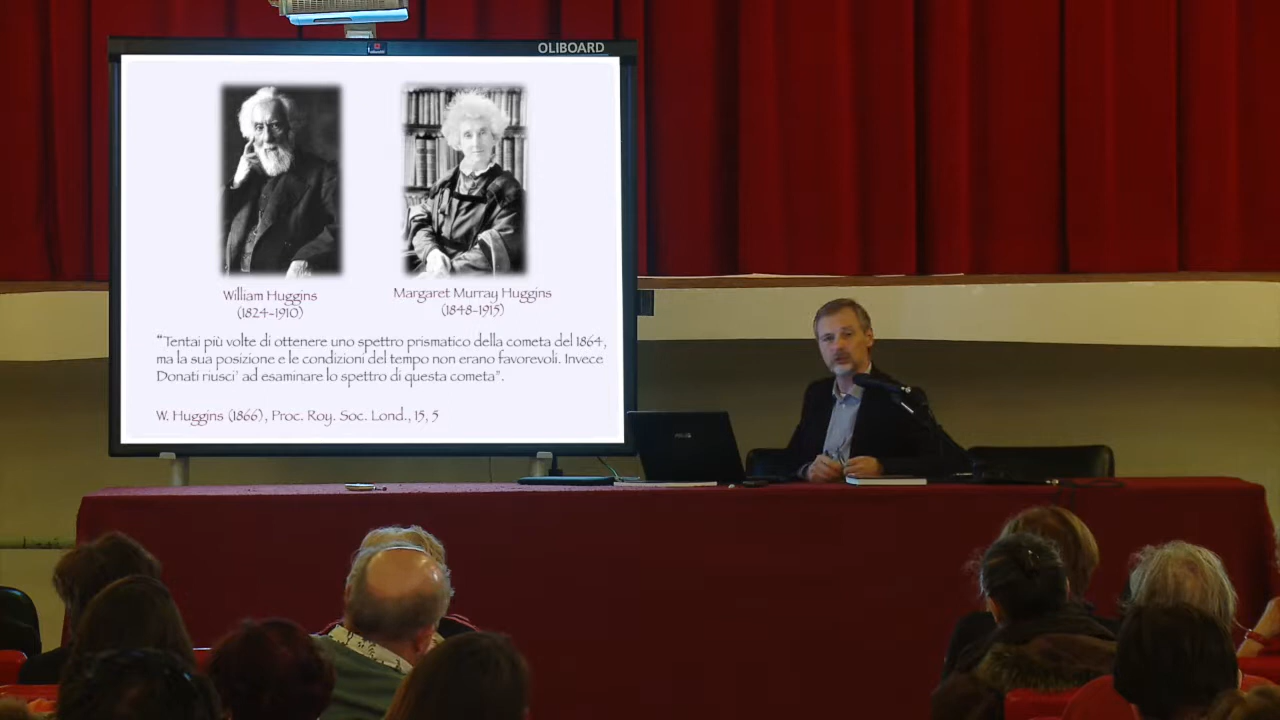 OLIBOARD
William Huggins
(1824-1910)
Margaret Murray Huggins
(1848-1915)
“Tentai più volte di ottenere uno spettro prismatico della cometa del 1864,
ma la sua posizione e le condizioni del tempo non erano favorevoli. Invece
Donati riusci' ad esaminare lo spettro di questa cometa”.
W. Huggins (1866), Proc. Roy. Soc. Lond., 15, 5
ASUS